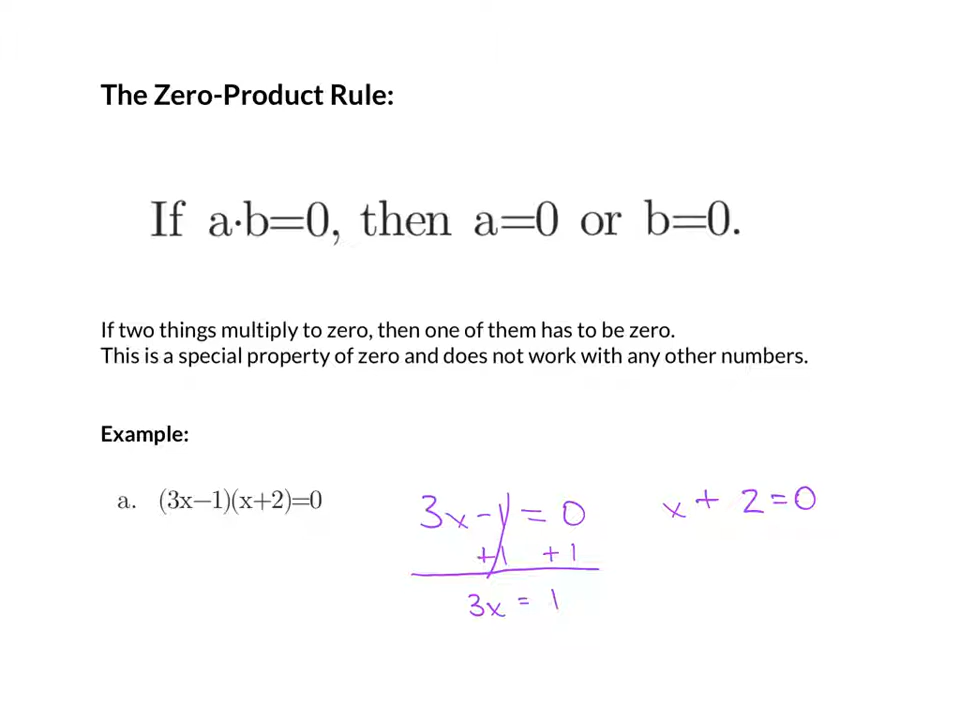 The Zero-Product Rule:
If a·b=0, then a=0 or b=0.
If two things multiply to zero, then one of them has to be zero.
This is a special property of zero and does not work with any other numbers.
Example:
a. (3x−1)(x+2)=0
3x - 1 = 0
+1 +1
3x = 1
x + 2 = 0